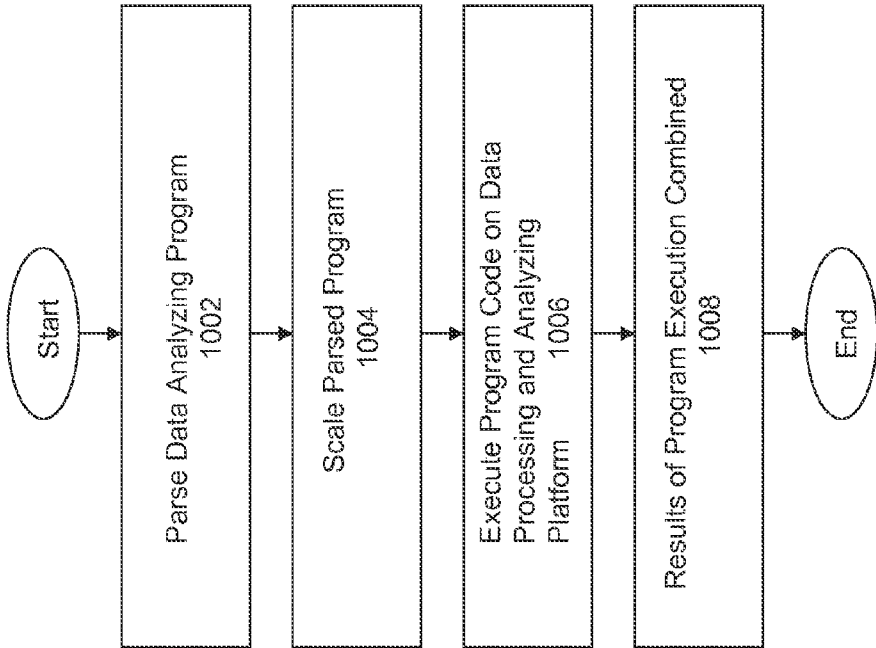 Start
Parse Data Analyzing Program
1002
Scale Parsed Program
1004
Execute Program Code on Data
Processing and Analyzing
Platform 1006
Results of Program Execution Combined
1008
End